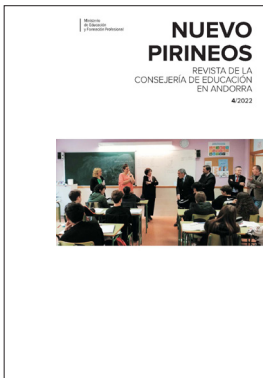 Ministerio
de Educación
y Formación Profesional
NUEVO
PIRINEOS
REVISTA DE LA
CONSEJERÍA DE EDUCACIÓN
EN ANDORRA
4/2022